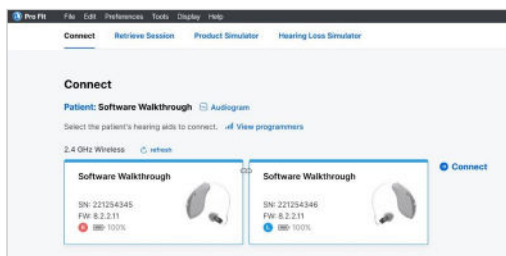 Pro Fit File Edit Preferences Tools Display Help
Connect Retrieve Session Product Simulator Hearing Loss Simulator
Connect
Patient: Software Walkthrough Audiogram
Select the patient's hearing aids to connect. View programmers
2.4 GHz Wireless refresh
Software Walkthrough
SN: 221254345
FW: 8.2.2.11
R 100%
Software Walkthrough
SN: 221254346
FW: 8.2.2.11
L 100%
Connect